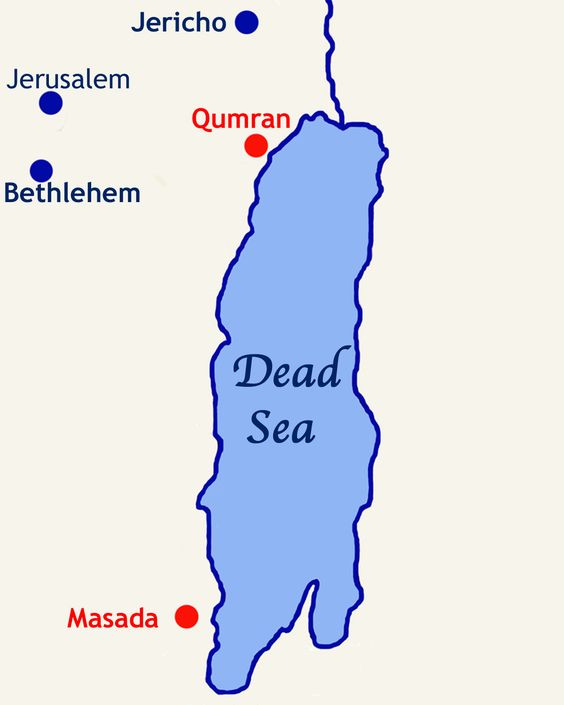 Jericho
Jerusalem
Qumran
Bethlehem
Dead
Sea
Masada